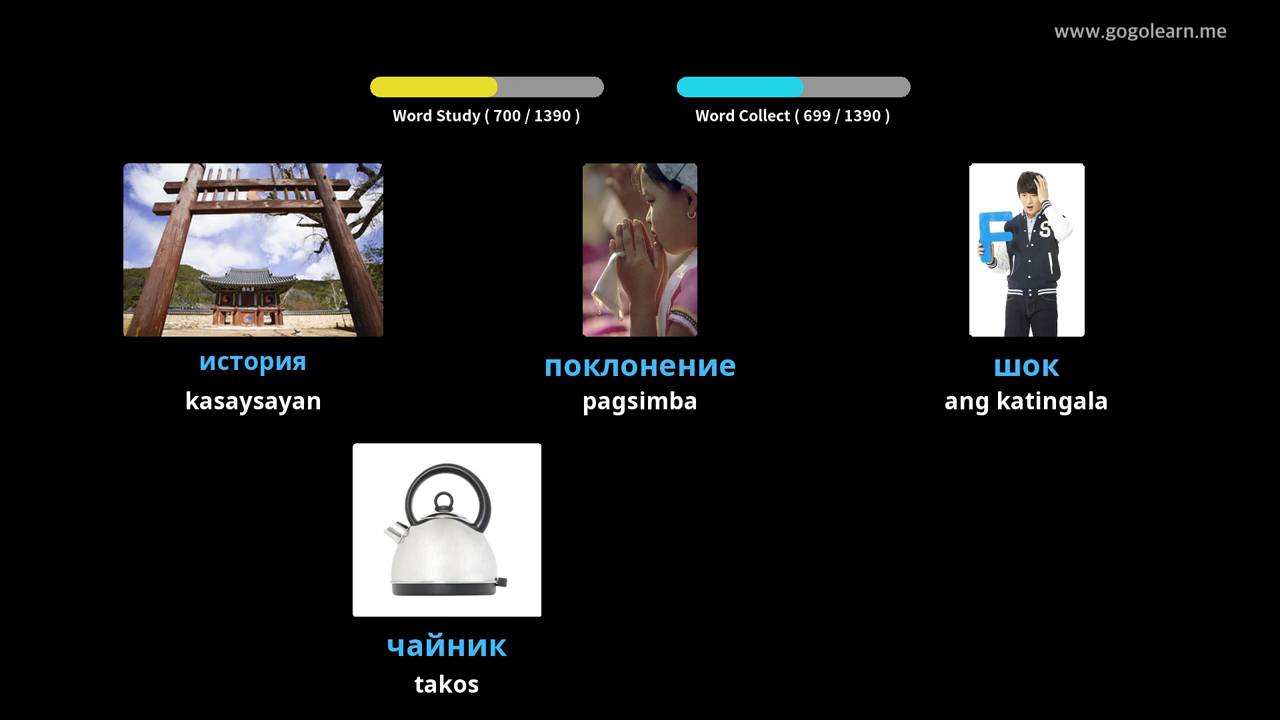 www.gogolearn.me
Word Study ( 700 / 1390 )
Word Collect ( 699 / 1390 )
история
kasaysayan
поклонение
pagsimba
шок
ang katingala
чайник
takos
F
S